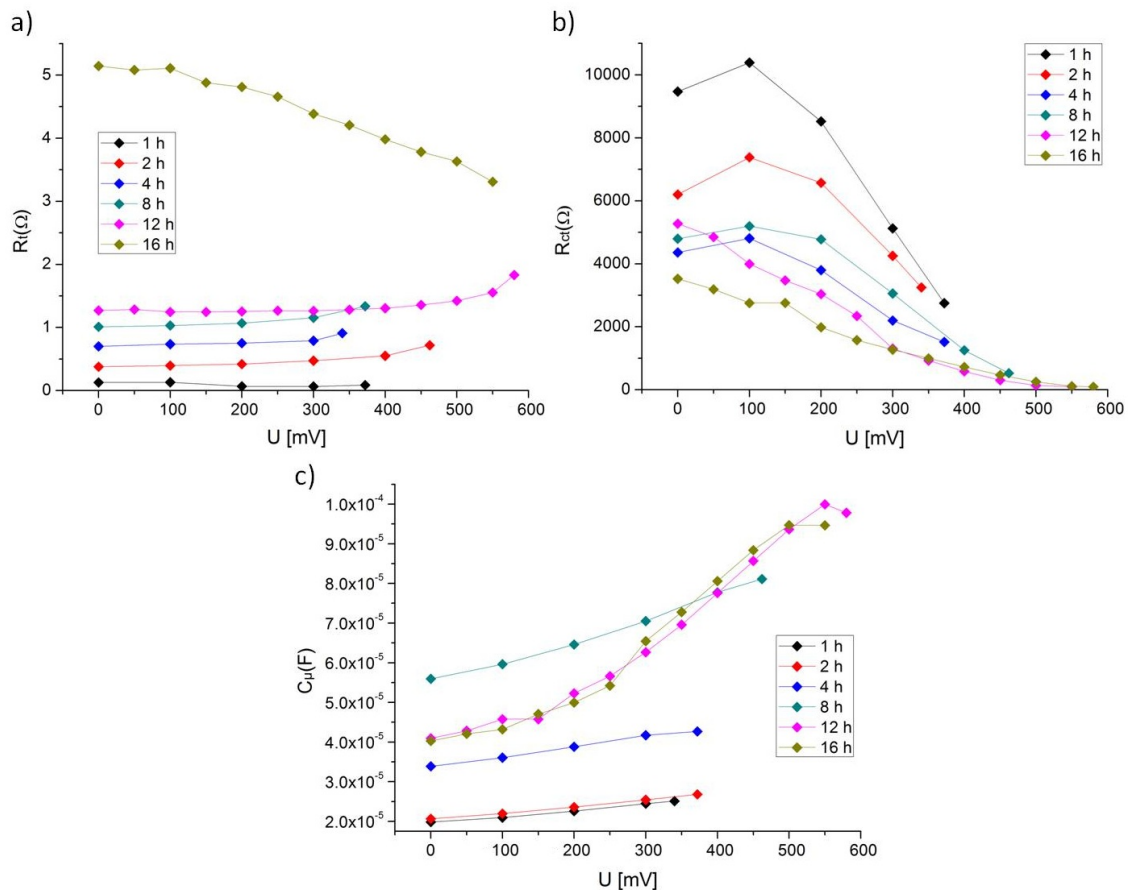 a)
Rt(Ω)
5
4
3
2
1
0
1 h
2 h
4 h
8 h
12 h
16 h
0 100 200 300 400 500 600
U [mV]
b)
Rct(Ω)
10000
8000
6000
4000
2000
0
1 h
2 h
4 h
8 h
12 h
16 h
0 100 200 300 400 500 600
U [mV]
c)
Cμ(F)
1.0x10⁻⁴
9.0x10⁻⁵
8.0x10⁻⁵
7.0x10⁻⁵
6.0x10⁻⁵
5.0x10⁻⁵
4.0x10⁻⁵
3.0x10⁻⁵
2.0x10⁻⁵
1 h
2 h
4 h
8 h
12 h
16 h
0 100 200 300 400 500 600
U [mV]